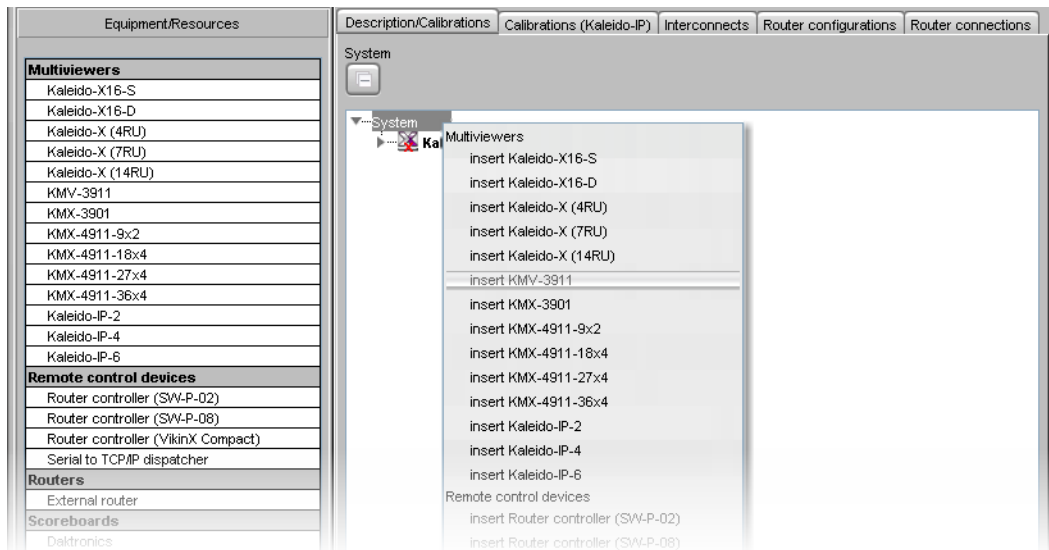 Equipment/Resources
Multiviewers
Kaleido-X16-S
Kaleido-X16-D
Kaleido-X (4RU)
Kaleido-X (7RU)
Kaleido-X (14RU)
KMV-3911
KMX-3901
KMX-4911-9x2
KMX-4911-18x4
KMX-4911-27x4
KMX-4911-36x4
Kaleido-IP-2
Kaleido-IP-4
Kaleido-IP-6
Remote control devices
Router controller (SW-P-02)
Router controller (SW-P-08)
Router controller (VikinX Compact)
Serial to TCP/IP dispatcher
Routers
External router
Scoreboards
Daktronics
Description/Calibrations
Calibrations (Kaleido-IP)
Interconnects
Router configurations
Router connections
System
System
Kal
Multiviewers
insert Kaleido-X16-S
insert Kaleido-X16-D
insert Kaleido-X (4RU)
insert Kaleido-X (7RU)
insert Kaleido-X (14RU)
insert KMV-3911
insert KMX-3901
insert KMX-4911-9x2
insert KMX-4911-18x4
insert KMX-4911-27x4
insert KMX-4911-36x4
insert Kaleido-IP-2
insert Kaleido-IP-4
insert Kaleido-IP-6
Remote control devices
insert Router controller (SW-P-02)
insert Router controller (SW-P-08)